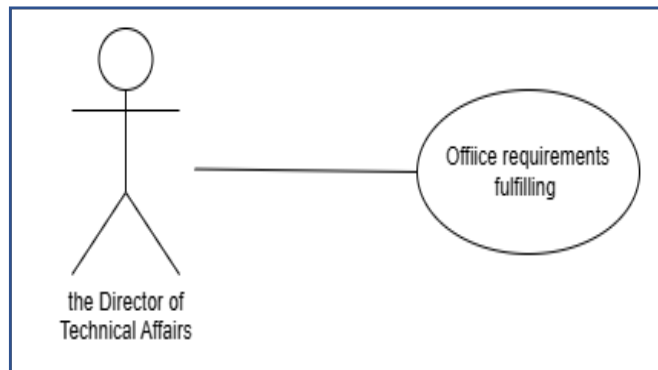 Offiice requirements
fulfilling
the Director of
Technical Affairs